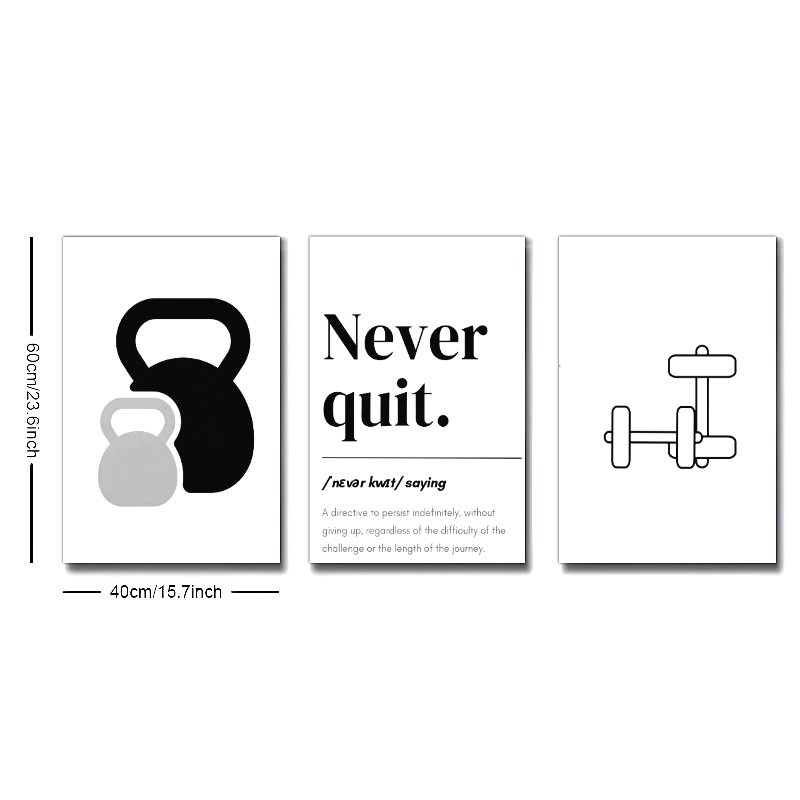 60cm/23.6inch
Never
quit.
/nɛvər kwɪt/ saying
A directive to persist indefinitely, without
giving up, regardless of the difficulty of the
challenge or the length of the journey.
40cm/15.7inch